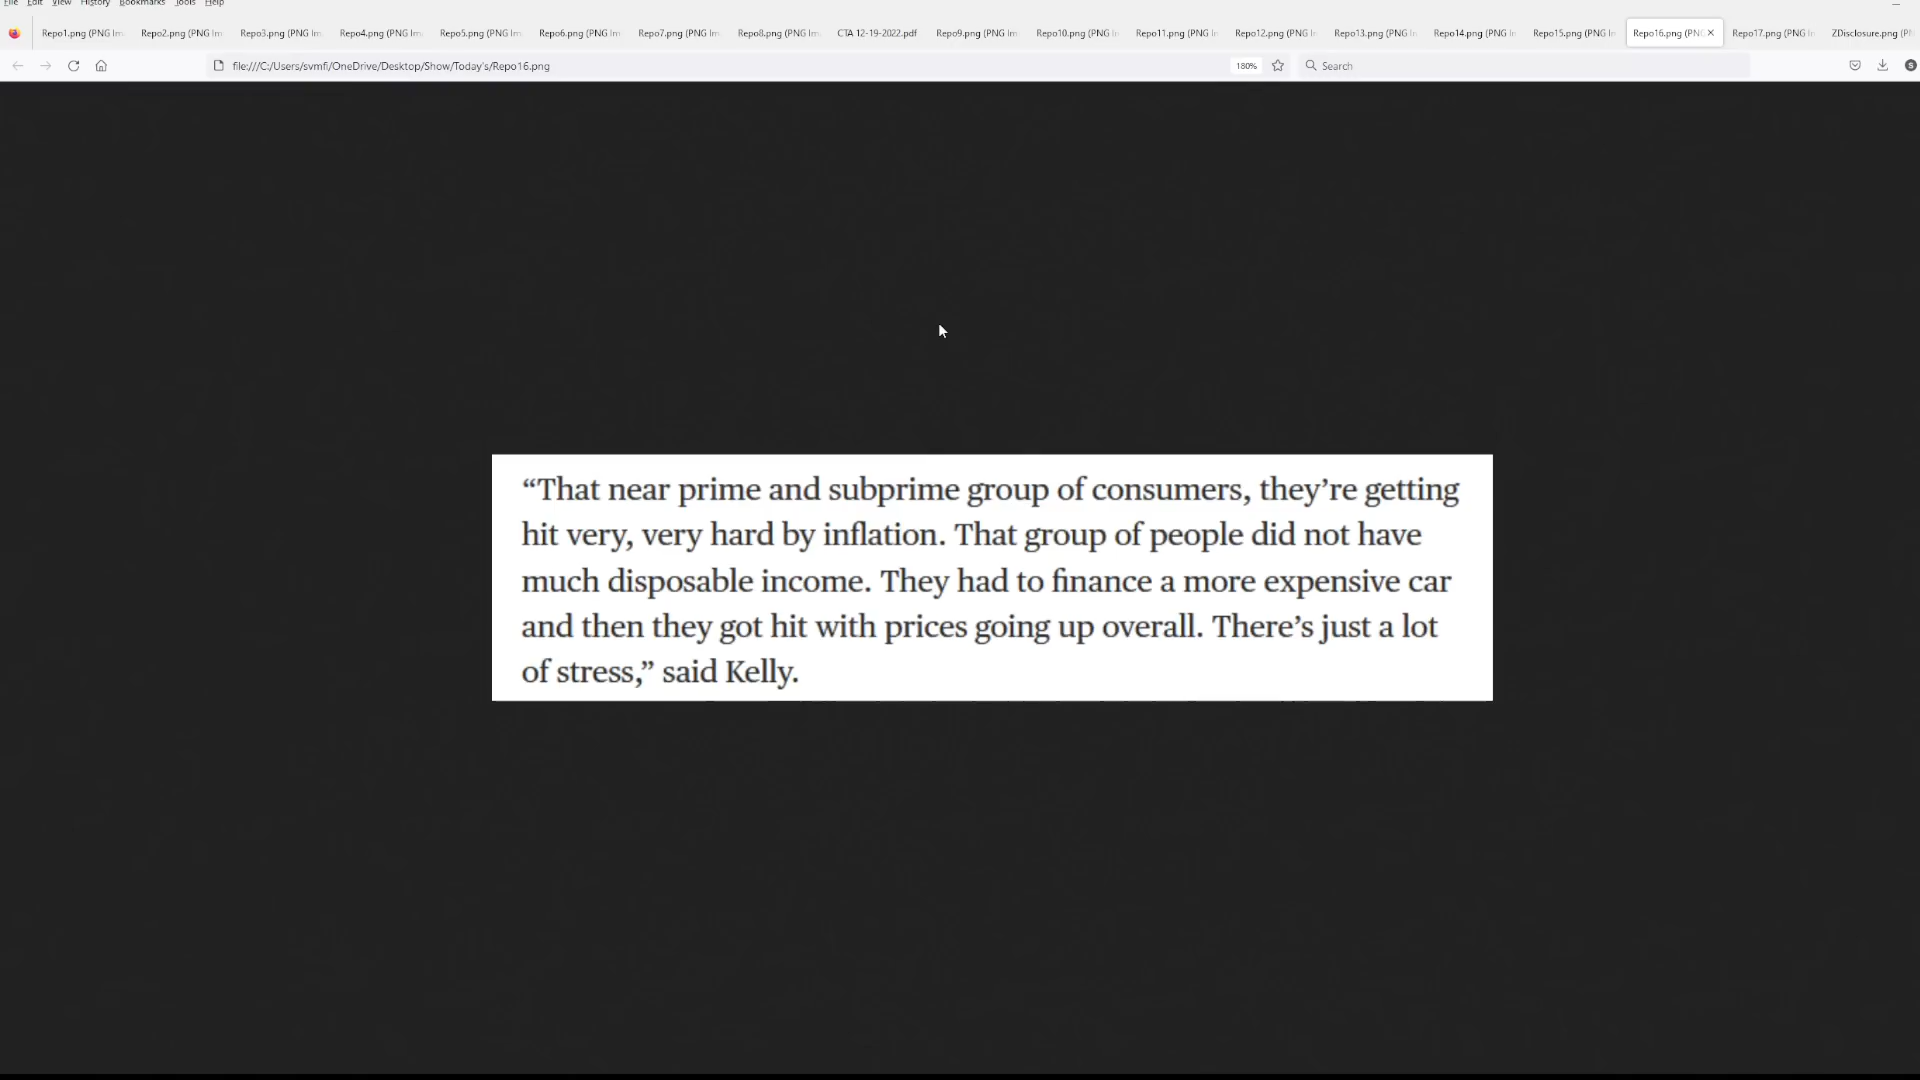 File Edit View History Bookmarks Tools Help
Repo1.png (PNG Im Repo2.png (PNG Im Repo3.png (PNG Im Repo4.png (PNG Im Repo5.png (PNG Im Repo6.png (PNG Im Repo7.png (PNG Im Repo8.png (PNG Im CTA 12-19-2022.pdf Repo9.png (PNG Im Repo10.png (PNG I Repo11.png (PNG I Repo12.png (PNG I Repo13.png (PNG I Repo14.png (PNG I Repo15.png (PNG I Repo16.png (PNG Repo17.png (PNG I ZDisclosure.png (PN
file:///C:/Users/svmfi/OneDrive/Desktop/Show/Today's/Repo16.png 180% Search S
“That near prime and subprime group of consumers, they’re getting
hit very, very hard by inflation. That group of people did not have
much disposable income. They had to finance a more expensive car
and then they got hit with prices going up overall. There’s just a lot
of stress,” said Kelly.